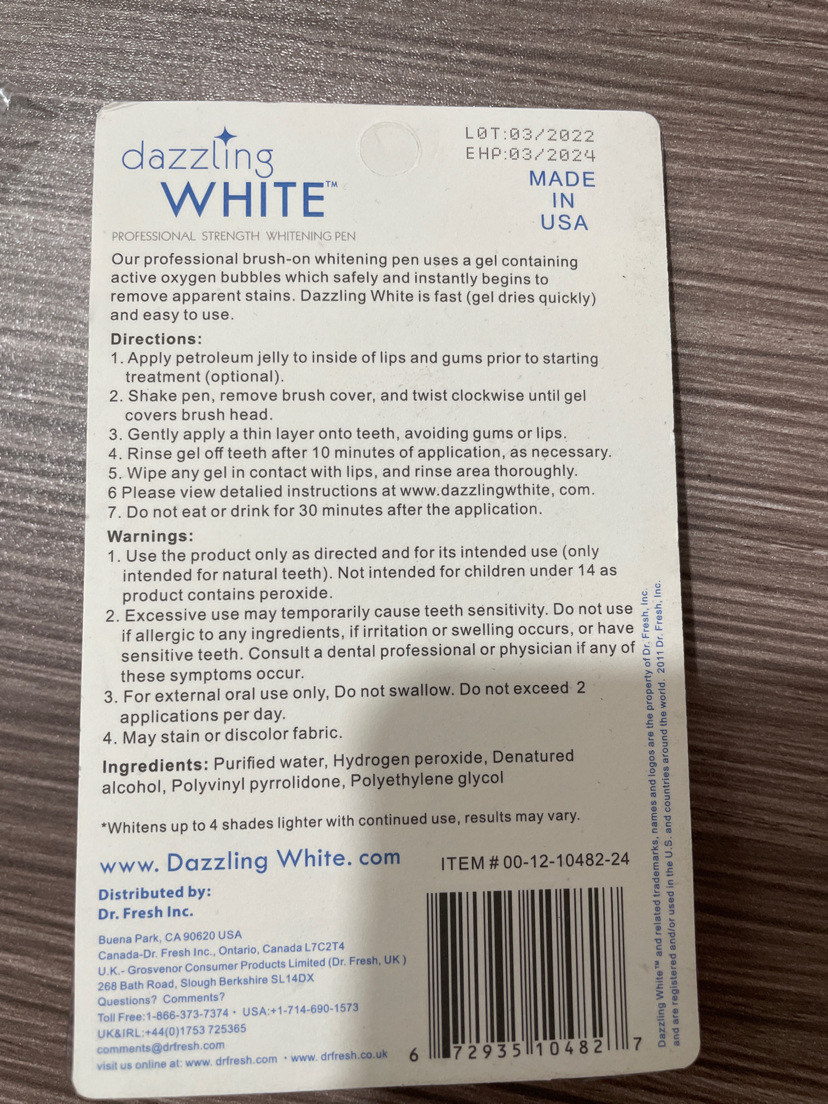 dazzling
WHITE™
PROFESSIONAL STRENGTH WHITENING PEN
LOT:03/2022
EHP:03/2024
MADE
IN
USA
Our professional brush-on whitening pen uses a gel containing
active oxygen bubbles which safely and instantly begins to
remove apparent stains. Dazzling White is fast (gel dries quickly)
and easy to use.
Directions:
1. Apply petroleum jelly to inside of lips and gums prior to starting
treatment (optional).
2. Shake pen, remove brush cover, and twist clockwise until gel
covers brush head.
3. Gently apply a thin layer onto teeth, avoiding gums or lips.
4. Rinse gel off teeth after 10 minutes of application, as necessary.
5. Wipe any gel in contact with lips, and rinse area thoroughly.
6 Please view detalied instructions at www.dazzlingwthite, com.
7. Do not eat or drink for 30 minutes after the application.
Warnings:
1. Use the product only as directed and for its intended use (only
intended for natural teeth). Not intended for children under 14 as
product contains peroxide.
2. Excessive use may temporarily cause teeth sensitivity. Do not use
if allergic to any ingredients, if irritation or swelling occurs, or have
sensitive teeth. Consult a dental professional or physician if any of
these symptoms occur.
3. For external oral use only, Do not swallow. Do not exceed 2
applications per day.
4. May stain or discolor fabric.
Ingredients: Purified water, Hydrogen peroxide, Denatured
alcohol, Polyvinyl pyrrolidone, Polyethylene glycol
*Whitens up to 4 shades lighter with continued use, results may vary.
www. Dazzling White. com
ITEM # 00-12-10482-24
Distributed by:
Dr. Fresh Inc.
Buena Park, CA 90620 USA
Canada-Dr. Fresh Inc., Ontario, Canada L7C2T4
U.K.- Grosvenor Consumer Products Limited (Dr. Fresh, UK )
268 Bath Road, Slough Berkshire SL14DX
Questions? Comments?
Toll Free:1-866-373-7374 · USA:+1-714-690-1573
UK&IRL:+44(0)1753 725365
comments@drfresh.com
visit us online at: www. drfresh.com · www. drfresh.co.uk
6 72935 10482 7
Dazzling White™ and related trademarks, names and logos are the property of Dr. Fresh, Inc.
and are registered and/or used in the U.S. and countries around the world. 2011 Dr. Fresh, Inc.